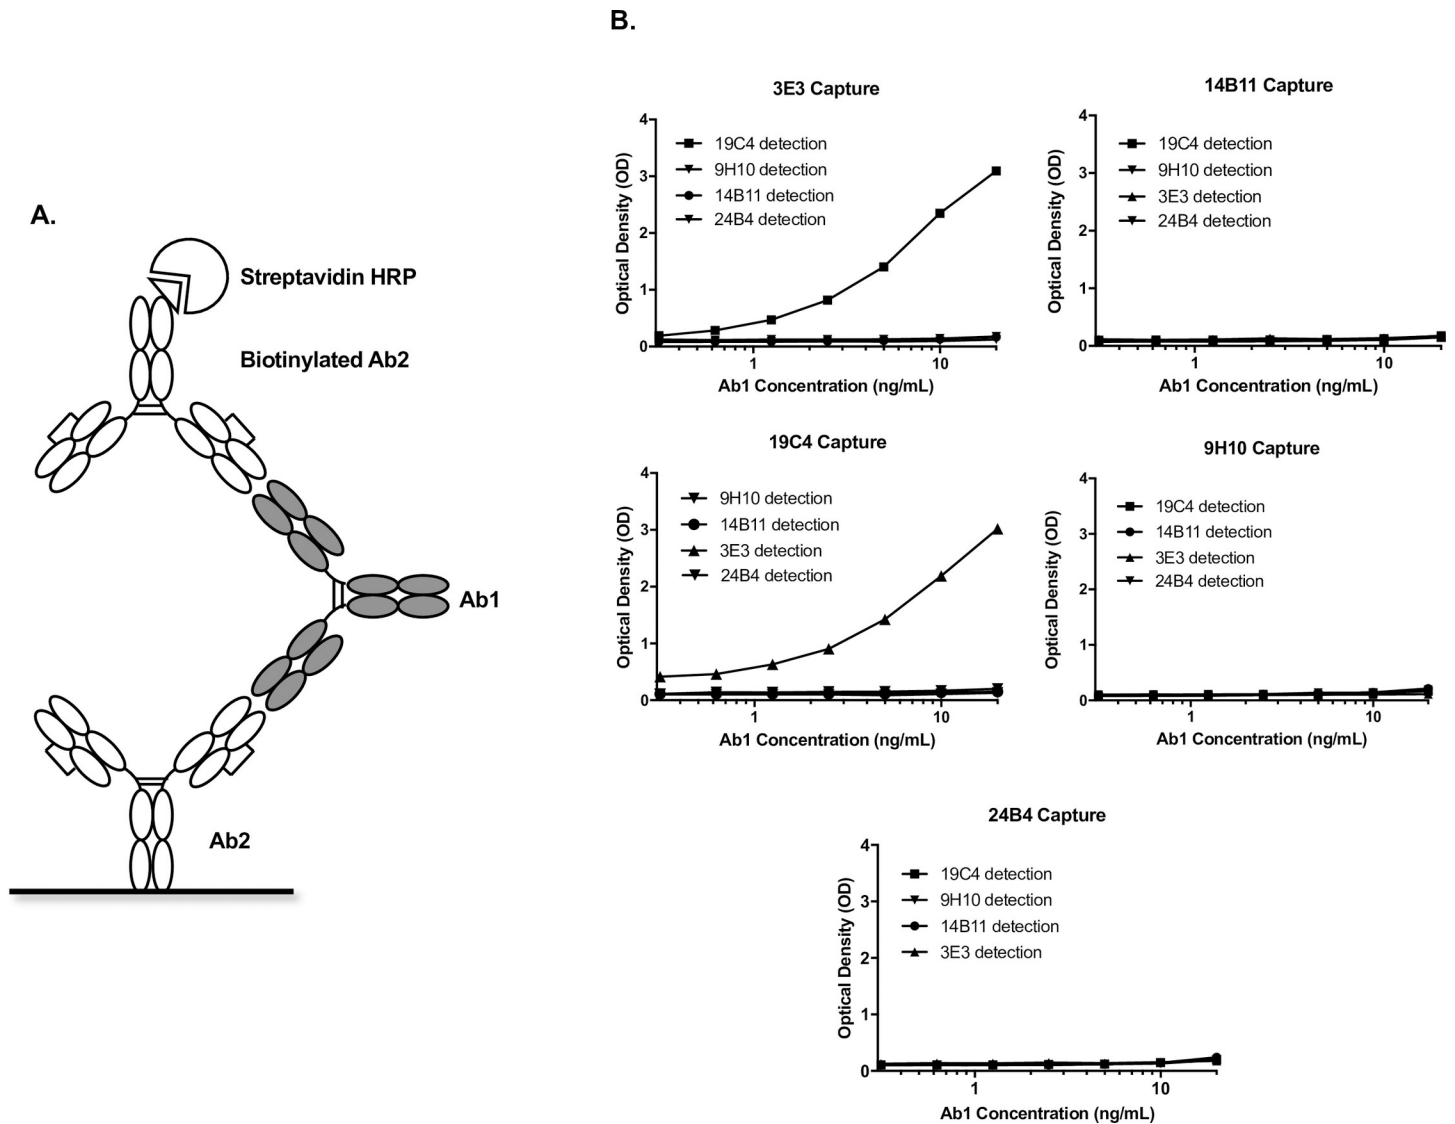 A.
Streptavidin HRP
Biotinylated Ab2
Ab1
Ab2
B.
3E3 Capture
4
3
2
1
0
Optical Density (OD)
19C4 detection
9H10 detection
14B11 detection
24B4 detection
1
10
Ab1 Concentration (ng/mL)
14B11 Capture
4
3
2
1
0
Optical Density (OD)
19C4 detection
9H10 detection
3E3 detection
24B4 detection
1
10
Ab1 Concentration (ng/mL)
19C4 Capture
4
3
2
1
0
Optical Density (OD)
9H10 detection
14B11 detection
3E3 detection
24B4 detection
1
10
Ab1 Concentration (ng/mL)
9H10 Capture
4
3
2
1
0
Optical Density (OD)
19C4 detection
14B11 detection
3E3 detection
24B4 detection
1
10
Ab1 Concentration (ng/mL)
24B4 Capture
4
3
2
1
0
Optical Density (OD)
19C4 detection
9H10 detection
14B11 detection
3E3 detection
1
10
Ab1 Concentration (ng/mL)